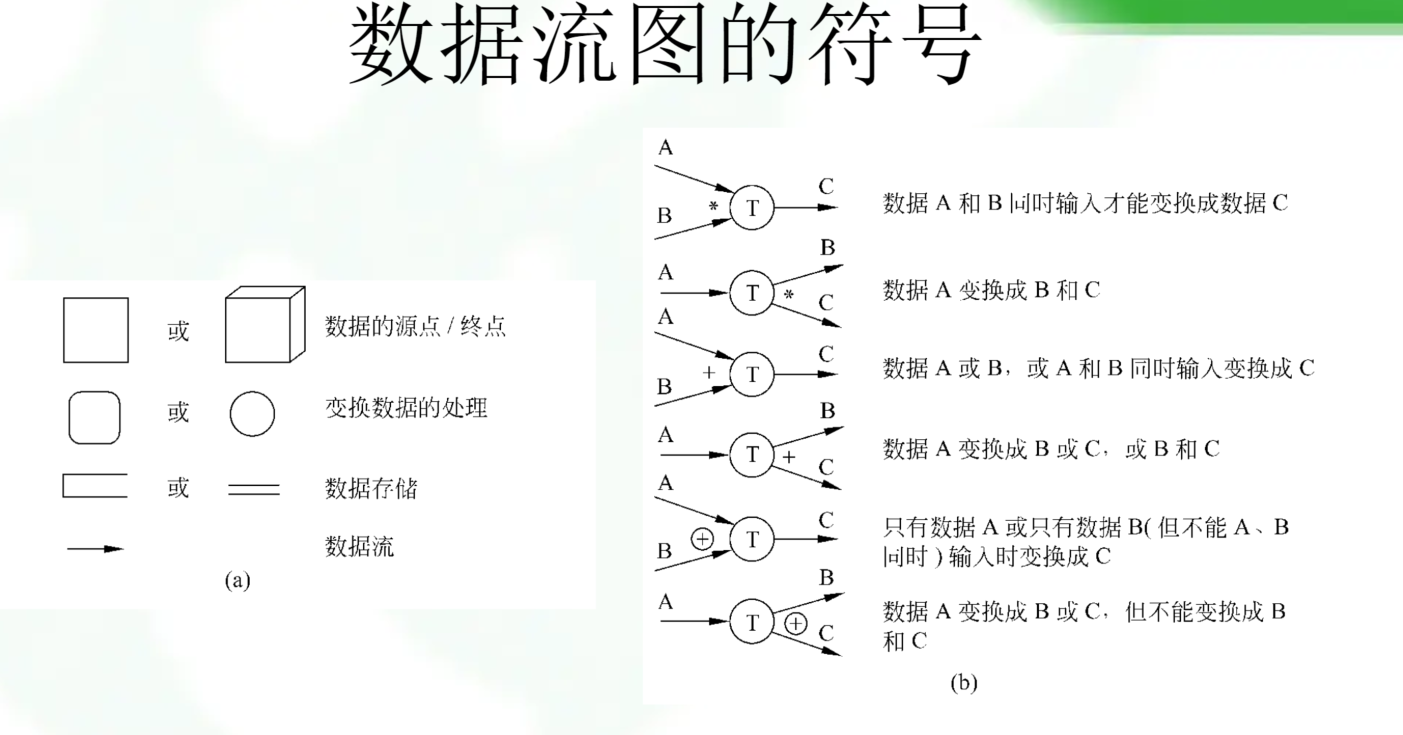 数据流图的符号
或 数据的源点 / 终点
或 变换数据的处理
或 数据存储
数据流
(a)
A
B * T C 数据 A 和 B 同时输入才能变换成数据 C
A T * B C 数据 A 变换成 B 和 C
A
B + T C 数据 A 或 B，或 A 和 B 同时输入变换成 C
A T + B C 数据 A 变换成 B 或 C，或 B 和 C
A
B + T C 只有数据 A 或只有数据 B( 但不能 A、B
同时 ) 输入时变换成 C
A T + B C 数据 A 变换成 B 或 C，但不能变换成 B
和 C
(b)